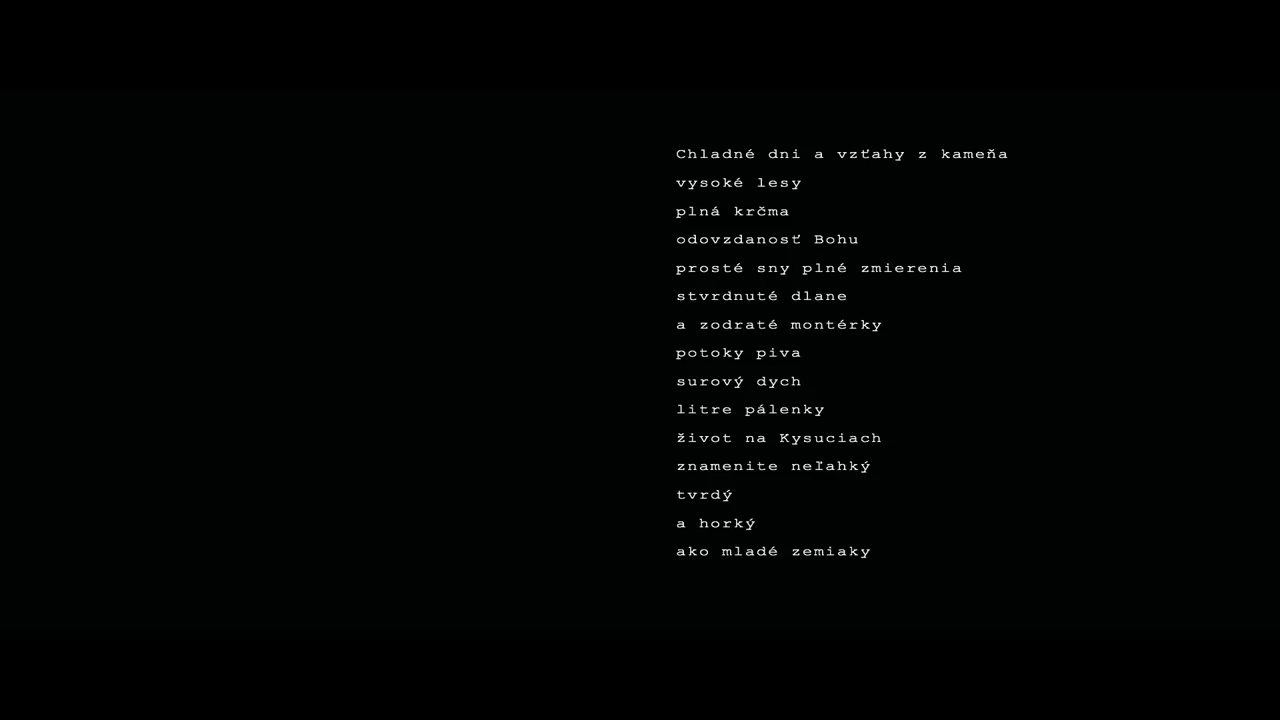 Chladné dni a vzťahy z kameňa
vysoké lesy
plná krčma
odovzdanosť Bohu
prosté sny plné zmierenia
stvrdnuté dlane
a zodraté montérky
potoky piva
surový dych
litre pálenky
život na Kysuciach
znamenite neľahký
tvrdý
a horký
ako mladé zemiaky